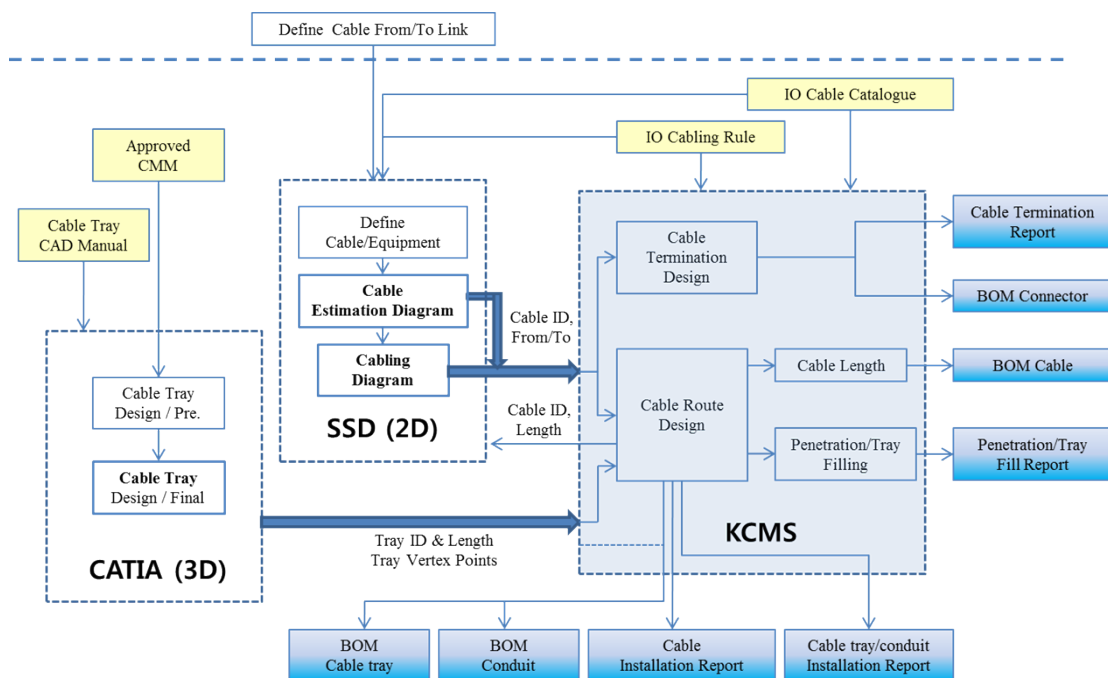 Define Cable From/To Link
IO Cable Catalogue
IO Cabling Rule
Approved
CMM
Cable Tray
CAD Manual
Define
Cable/Equipment
Cable
Estimation Diagram
Cabling
Diagram
SSD (2D)
Cable ID,
From/To
Cable ID,
Length
Cable
Termination
Design
Cable Route
Design
Cable Length
Penetration/Tray
Filling
KCMS
Cable Termination
Report
BOM Connector
BOM Cable
Penetration/Tray
Fill Report
Cable Tray
Design / Pre.
Cable Tray
Design / Final
CATIA (3D)
Tray ID & Length
Tray Vertex Points
BOM
Cable tray
BOM
Conduit
Cable
Installation Report
Cable tray/conduit
Installation Report